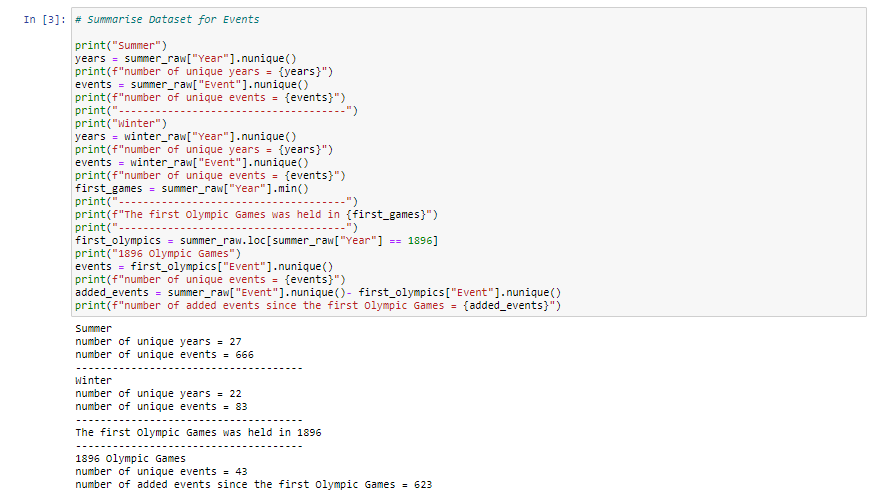 In [3]: # Summarise Dataset for Events
print("Summer")
years = summer_raw["Year"].nunique()
print(f"number of unique years = {years}")
events = summer_raw["Event"].nunique()
print(f"number of unique events = {events}")
print("-------------------------------------")
print("Winter")
years = winter_raw["Year"].nunique()
print(f"number of unique years = {years}")
events = winter_raw["Event"].nunique()
print(f"number of unique events = {events}")
first_games = summer_raw["Year"].min()
print("-------------------------------------")
print(f"The first Olympic Games was held in {first_games}")
print("-------------------------------------")
first_olympics = summer_raw.loc[summer_raw["Year"] == 1896]
print("1896 Olympic Games")
events = first_olympics["Event"].nunique()
print(f"number of unique events = {events}")
added_events = summer_raw["Event"].nunique()- first_olympics["Event"].nunique()
print(f"number of added events since the first Olympic Games = {added_events}")
Summer
number of unique years = 27
number of unique events = 666
-------------------------------------
Winter
number of unique years = 22
number of unique events = 83
-------------------------------------
The first Olympic Games was held in 1896
-------------------------------------
1896 Olympic Games
number of unique events = 43
number of added events since the first Olympic Games = 623